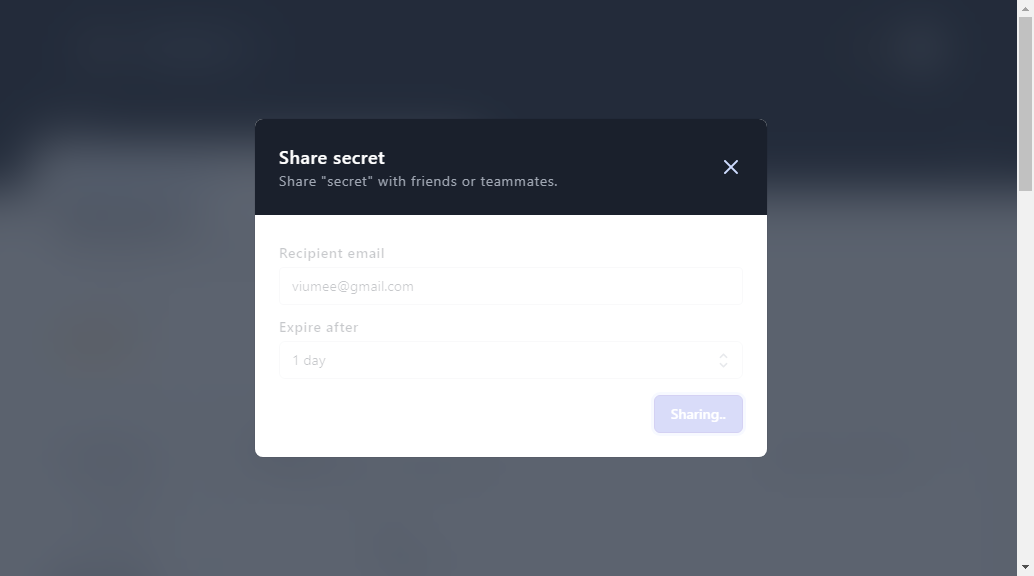 Share secret
Share "secret" with friends or teammates.
Recipient email
viumee@gmail.com
Expire after
1 day
Sharing..